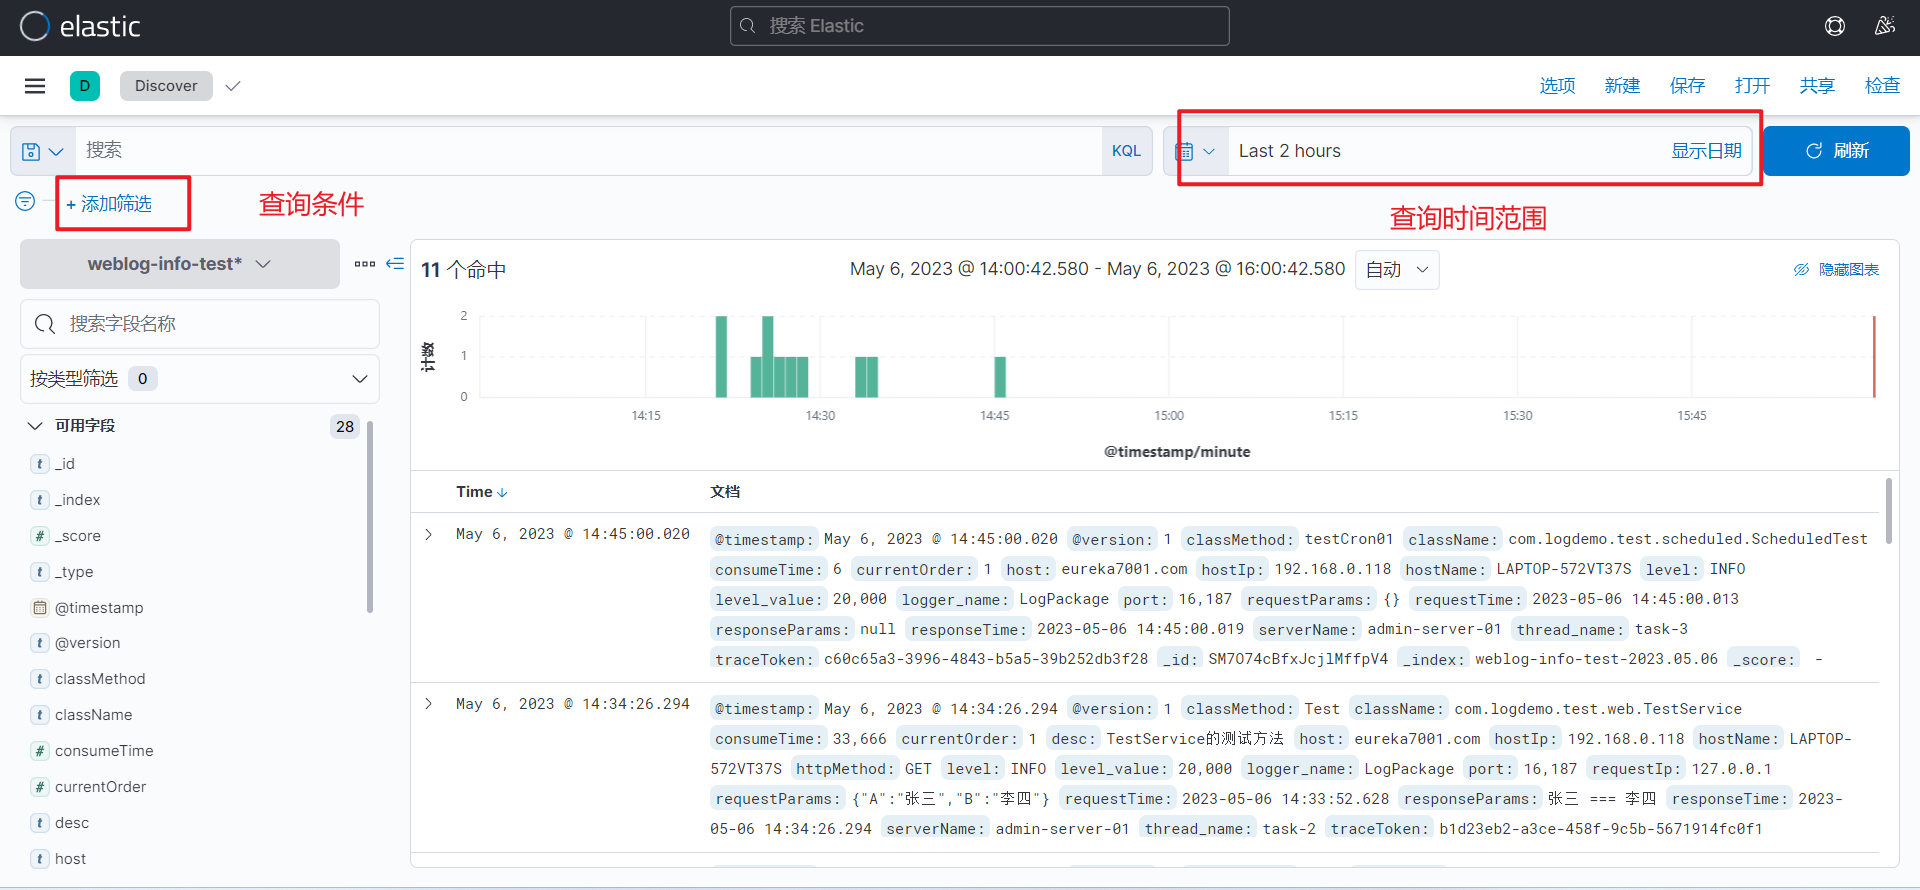 elastic
搜索 Elastic
D Discover
选项 新建 保存 打开 共享 检查
搜索 KQL
Last 2 hours 显示日期
刷新
+ 添加筛选
查询条件
查询时间范围
weblog-info-test*
搜索字段名称
按类型筛选 0
可用字段 28
t _id
t _index
# _score
t _type
@timestamp
t @version
t classMethod
t className
# consumeTime
# currentOrder
t desc
t host
11 个命中
May 6, 2023 @ 14:00:42.580 - May 6, 2023 @ 16:00:42.580
自动
隐藏图表
计数
2
1
0
14:15 14:30 14:45 15:00 15:15 15:30 15:45
@timestamp/minute
Time 文档
May 6, 2023 @ 14:45:00.020
@timestamp: May 6, 2023 @ 14:45:00.020 @version: 1 classMethod: testCron01 className: com.logdemo.test.scheduled.ScheduledTest
consumeTime: 6 currentOrder: 1 host: eureka7001.com hostIp: 192.168.0.118 hostName: LAPTOP-572VT37S level: INFO
level_value: 20,000 logger_name: LogPackage port: 16,187 requestParams: {} requestTime: 2023-05-06 14:45:00.013
responseParams: null responseTime: 2023-05-06 14:45:00.019 serverName: admin-server-01 thread_name: task-3
traceToken: c60c65a3-3996-4843-b5a5-39b252db3f28 _id: SM7O74cBfxJcjlMffpV4 _index: weblog-info-test-2023.05.06 _score: -
May 6, 2023 @ 14:34:26.294
@timestamp: May 6, 2023 @ 14:34:26.294 @version: 1 classMethod: Test className: com.logdemo.test.web.TestService
consumeTime: 33,666 currentOrder: 1 desc: TestService的测试方法 host: eureka7001.com hostIp: 192.168.0.118 hostName: LAPTOP-
572VT37S httpMethod: GET level: INFO level_value: 20,000 logger_name: LogPackage port: 16,187 requestIp: 127.0.0.1
requestParams: {"A":"张三","B":"李四"} requestTime: 2023-05-06 14:33:52.628 responseParams: 张三 === 李四 responseTime: 2023-
05-06 14:34:26.294 serverName: admin-server-01 thread_name: task-2 traceToken: b1d23eb2-a3ce-458f-9c5b-5671914fc0f1